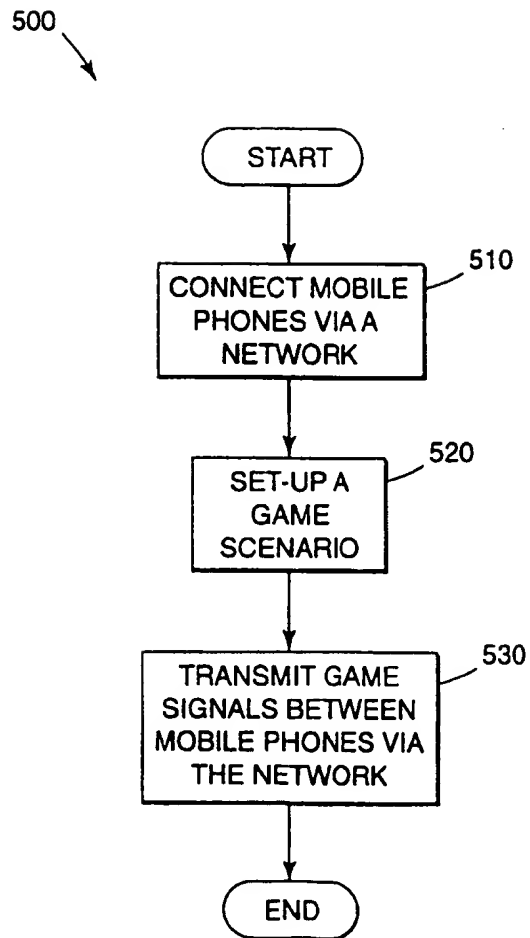 500
START
510
CONNECT MOBILE
PHONES VIA A
NETWORK
520
SET-UP A
GAME
SCENARIO
530
TRANSMIT GAME
SIGNALS BETWEEN
MOBILE PHONES VIA
THE NETWORK
END